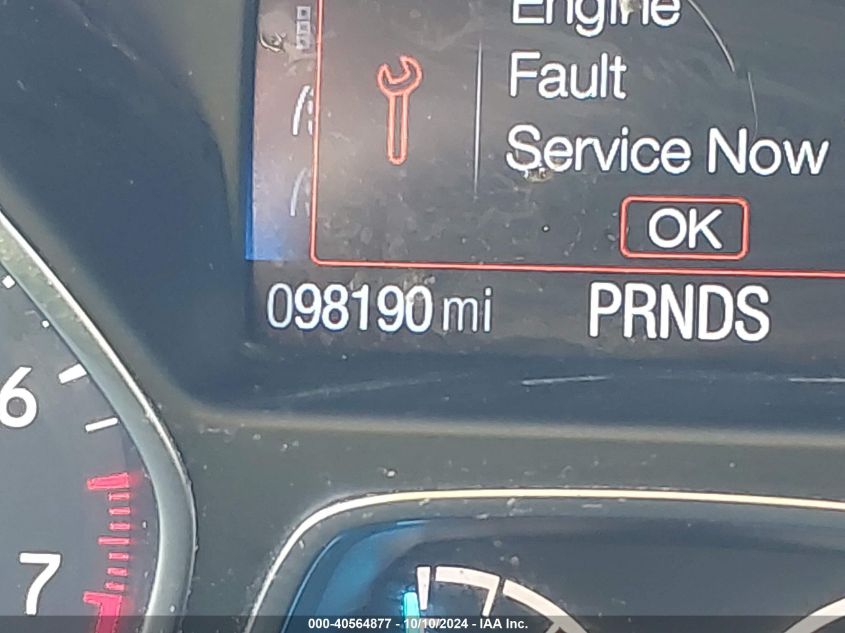 Engine
Fault
Service Now
OK
098190 mi PRNDS
6
7
000-40564877 - 10/10/2024 - IAA Inc.